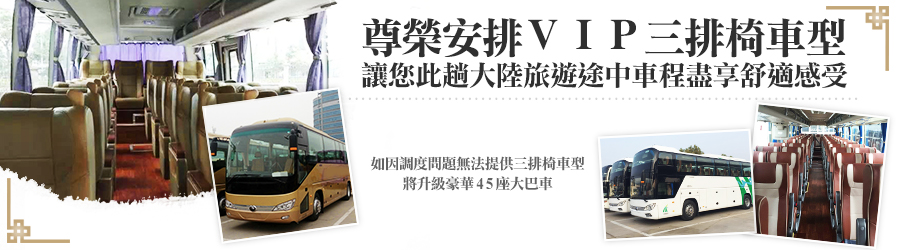 尊榮安排ＶＩＰ三排椅車型
讓您此趟大陸旅遊途中車程盡享舒適感受
如因調度問題無法提供三排椅車型
將升級豪華45座大巴車